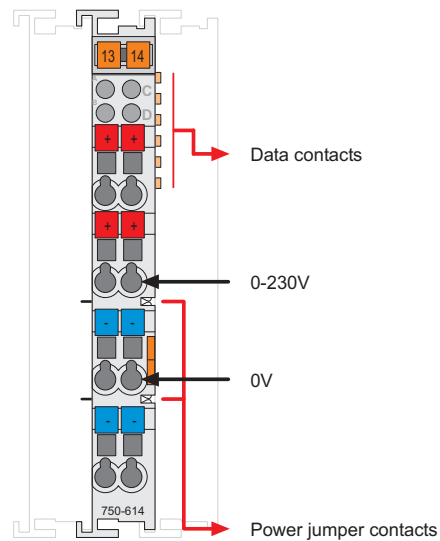 13 14
A C
B D
+ +
Data contacts
+ +
0-230V
- -
0V
- -
750-614
Power jumper contacts